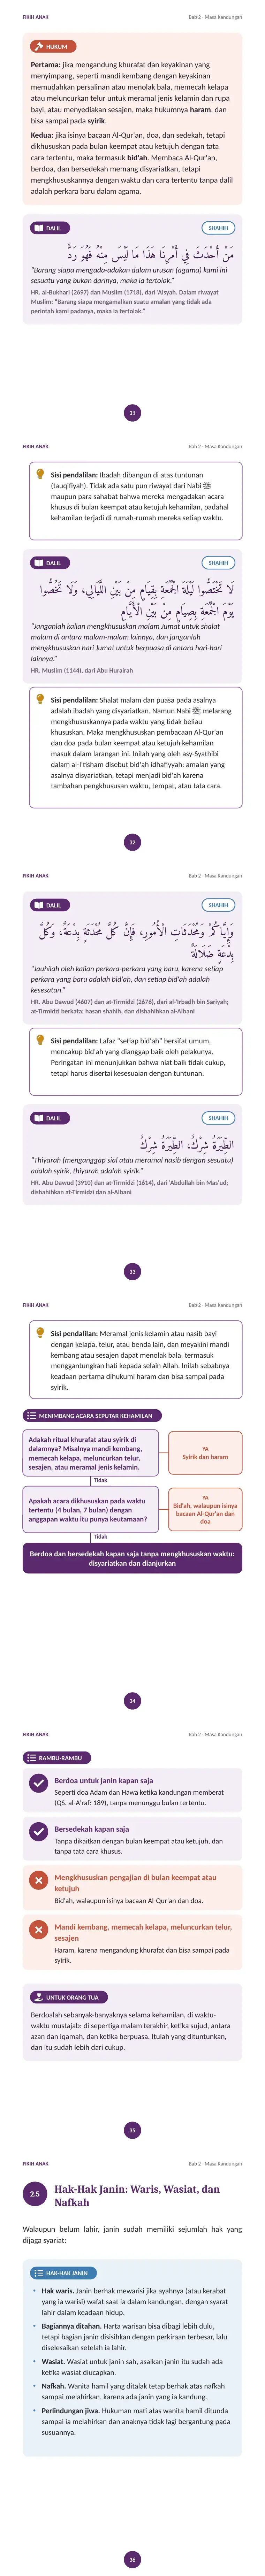 FIKIH ANAK
Bab 2 - Masa Kandungan
HUKUM
Pertama: jika mengandung khurafat dan keyakinan yang
menyimpang, seperti mandi kembang dengan keyakinan
memudahkan persalinan atau menolak bala, memecah kelapa
atau meluncurkan telur untuk meramal jenis kelamin dan rupa
bayi, atau menyediakan sesajen, maka hukumnya haram, dan
bisa sampai pada syirik.
Kedua: jika isinya bacaan Al-Qur'an, doa, dan sedekah, tetapi
dikhususkan pada bulan keempat atau ketujuh dengan tata
cara tertentu, maka termasuk bid'ah. Membaca Al-Qur'an,
berdoa, dan bersedekah memang disyariatkan, tetapi
mengkhususkannya dengan waktu dan cara tertentu tanpa dalil
adalah perkara baru dalam agama.
DALIL
SHAHIH
مَنْ أَحْدَثَ فِي أَمْرِنَا هَذَا مَا لَيْسَ مِنْهُ فَهُوَ رَدٌّ
"Barang siapa mengada-adakan dalam urusan (agama) kami ini
sesuatu yang bukan darinya, maka ia tertolak."
HR. al-Bukhari (2697) dan Muslim (1718), dari 'Aisyah. Dalam riwayat
Muslim: "Barang siapa mengamalkan suatu amalan yang tidak ada
perintah kami padanya, maka ia tertolak."
31
FIKIH ANAK
Bab 2 - Masa Kandungan
Sisi pendalilan: Ibadah dibangun di atas tuntunan
(tauqifiyah). Tidak ada satu pun riwayat dari Nabi ﷺ
maupun para sahabat bahwa mereka mengadakan acara
khusus di bulan keempat atau ketujuh kehamilan, padahal
kehamilan terjadi di rumah-rumah mereka setiap waktu.
DALIL
SHAHIH
لَا تَخْتَصُّوا لَيْلَةَ الْجُمُعَةِ بِقِيَامٍ مِنْ بَيْنِ اللَّيَالِي، وَلَا تَخُصُّوا
يَوْمَ الْجُمُعَةِ بِصِيَامٍ مِنْ بَيْنِ الْأَيَّامِ
"Janganlah kalian mengkhususkan malam Jumat untuk shalat
malam di antara malam-malam lainnya, dan janganlah
mengkhususkan hari Jumat untuk berpuasa di antara hari-hari
lainnya."
HR. Muslim (1144), dari Abu Hurairah
Sisi pendalilan: Shalat malam dan puasa pada asalnya
adalah ibadah yang disyariatkan. Namun Nabi ﷺ melarang
mengkhususkannya pada waktu yang tidak beliau
khususkan. Maka mengkhususkan pembacaan Al-Qur'an
dan doa pada bulan keempat atau ketujuh kehamilan
masuk dalam larangan ini. Inilah yang oleh asy-Syathibi
dalam al-I'tisham disebut bid'ah idhafiyyah: amalan yang
asalnya disyariatkan, tetapi menjadi bid'ah karena
tambahan pengkhususan waktu, tempat, atau tata cara.
32
FIKIH ANAK
Bab 2 - Masa Kandungan
DALIL
SHAHIH
وَإِيَّاكُمْ وَمُحْدَثَاتِ الْأُمُورِ، فَإِنَّ كُلَّ مُحْدَثَةٍ بِدْعَةٌ، وَكُلَّ
بِدْعَةٍ ضَلَالَةٌ
"Jauhilah oleh kalian perkara-perkara yang baru, karena setiap
perkara yang baru adalah bid'ah, dan setiap bid'ah adalah
kesesatan."
HR. Abu Dawud (4607) dan at-Tirmidzi (2676), dari al-'Irbadh bin Sariyah;
at-Tirmidzi berkata: hasan shahih, dan dishahihkan al-Albani
Sisi pendalilan: Lafaz "setiap bid'ah" bersifat umum,
mencakup bid'ah yang dianggap baik oleh pelakunya.
Peringatan ini menunjukkan bahwa niat baik tidak cukup,
tetapi harus disertai kesesuaian dengan tuntunan.
DALIL
SHAHIH
الطِّيَرَةُ شِرْكٌ، الطِّيَرَةُ شِرْكٌ
"Thiyarah (menganggap sial atau meramal nasib dengan sesuatu)
adalah syirik, thiyarah adalah syirik."
HR. Abu Dawud (3910) dan at-Tirmidzi (1614), dari 'Abdullah bin Mas'ud;
dishahihkan at-Tirmidzi dan al-Albani
33
FIKIH ANAK
Bab 2 - Masa Kandungan
Sisi pendalilan: Meramal jenis kelamin atau nasib bayi
dengan kelapa, telur, atau benda lain, dan meyakini mandi
kembang atau sesajen dapat menolak bala, termasuk
menggantungkan hati kepada selain Allah. Inilah sebabnya
keadaan pertama dihukumi haram dan bisa sampai pada
syirik.
MENIMBANG ACARA SEPUTAR KEHAMILAN
Adakah ritual khurafat atau syirik di
dalamnya? Misalnya mandi kembang,
memecah kelapa, meluncurkan telur,
sesajen, atau meramal jenis kelamin.
YA
Syirik dan haram
Tidak
Apakah acara dikhususkan pada waktu
tertentu (4 bulan, 7 bulan) dengan
anggapan waktu itu punya keutamaan?
YA
Bid'ah, walaupun isinya
bacaan Al-Qur'an dan
doa
Tidak
Berdoa dan bersedekah kapan saja tanpa mengkhususkan waktu:
disyariatkan dan dianjurkan
34
FIKIH ANAK
Bab 2 - Masa Kandungan
RAMBU-RAMBU
Berdoa untuk janin kapan saja
Seperti doa Adam dan Hawa ketika kandungan memberat
(QS. al-A'raf: 189), tanpa menunggu bulan tertentu.
Bersedekah kapan saja
Tanpa dikaitkan dengan bulan keempat atau ketujuh, dan
tanpa tata cara khusus.
Mengkhususkan pengajian di bulan keempat atau
ketujuh
Bid'ah, walaupun isinya bacaan Al-Qur'an dan doa.
Mandi kembang, memecah kelapa, meluncurkan telur,
sesajen
Haram, karena mengandung khurafat dan bisa sampai pada
syirik.
UNTUK ORANG TUA
Berdoalah sebanyak-banyaknya selama kehamilan, di waktu-
waktu mustajab: di sepertiga malam terakhir, ketika sujud, antara
azan dan iqamah, dan ketika berpuasa. Itulah yang dituntunkan,
dan itu sudah lebih dari cukup.
35
FIKIH ANAK
Bab 2 - Masa Kandungan
2.5
Hak-Hak Janin: Waris, Wasiat, dan
Nafkah
Walaupun belum lahir, janin sudah memiliki sejumlah hak yang
dijaga syariat:
HAK-HAK JANIN
• Hak waris. Janin berhak mewarisi jika ayahnya (atau kerabat
yang ia warisi) wafat saat ia dalam kandungan, dengan syarat
lahir dalam keadaan hidup.
• Bagiannya ditahan. Harta warisan bisa dibagi lebih dulu,
tetapi bagian janin disisihkan dengan perkiraan terbesar, lalu
diselesaikan setelah ia lahir.
• Wasiat. Wasiat untuk janin sah, asalkan janin itu sudah ada
ketika wasiat diucapkan.
• Nafkah. Wanita hamil yang ditalak tetap berhak atas nafkah
sampai melahirkan, karena ada janin yang ia kandung.
• Perlindungan jiwa. Hukuman mati atas wanita hamil ditunda
sampai ia melahirkan dan anaknya tidak lagi bergantung pada
susuannya.
36